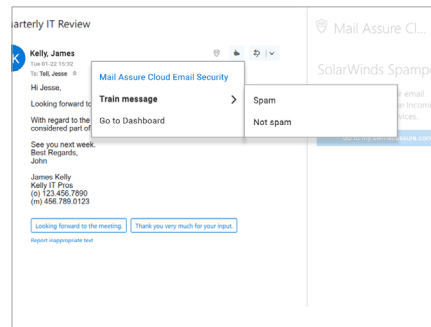 arterly IT Review
Mail Assure Cl...
Kelly, James
K
Tue 01-22 15:32
To: Toll, Jesse
SolarWinds Spamp
Mail Assure Cloud Email Security
Hi Jesse,
Train message
Spam
r email
Looking forward to
e Incomi
Go to Dashboard
Not spam
vices.
With regard to the
considered part of
assure.com
See you next week.
Best Regards,
John
James Kelly
Kelly IT Pros
(o) 123.456.7890
(m) 456.789.0123
Looking forward to the meeting.
Thank you very much for your input.
Report inappropriate text